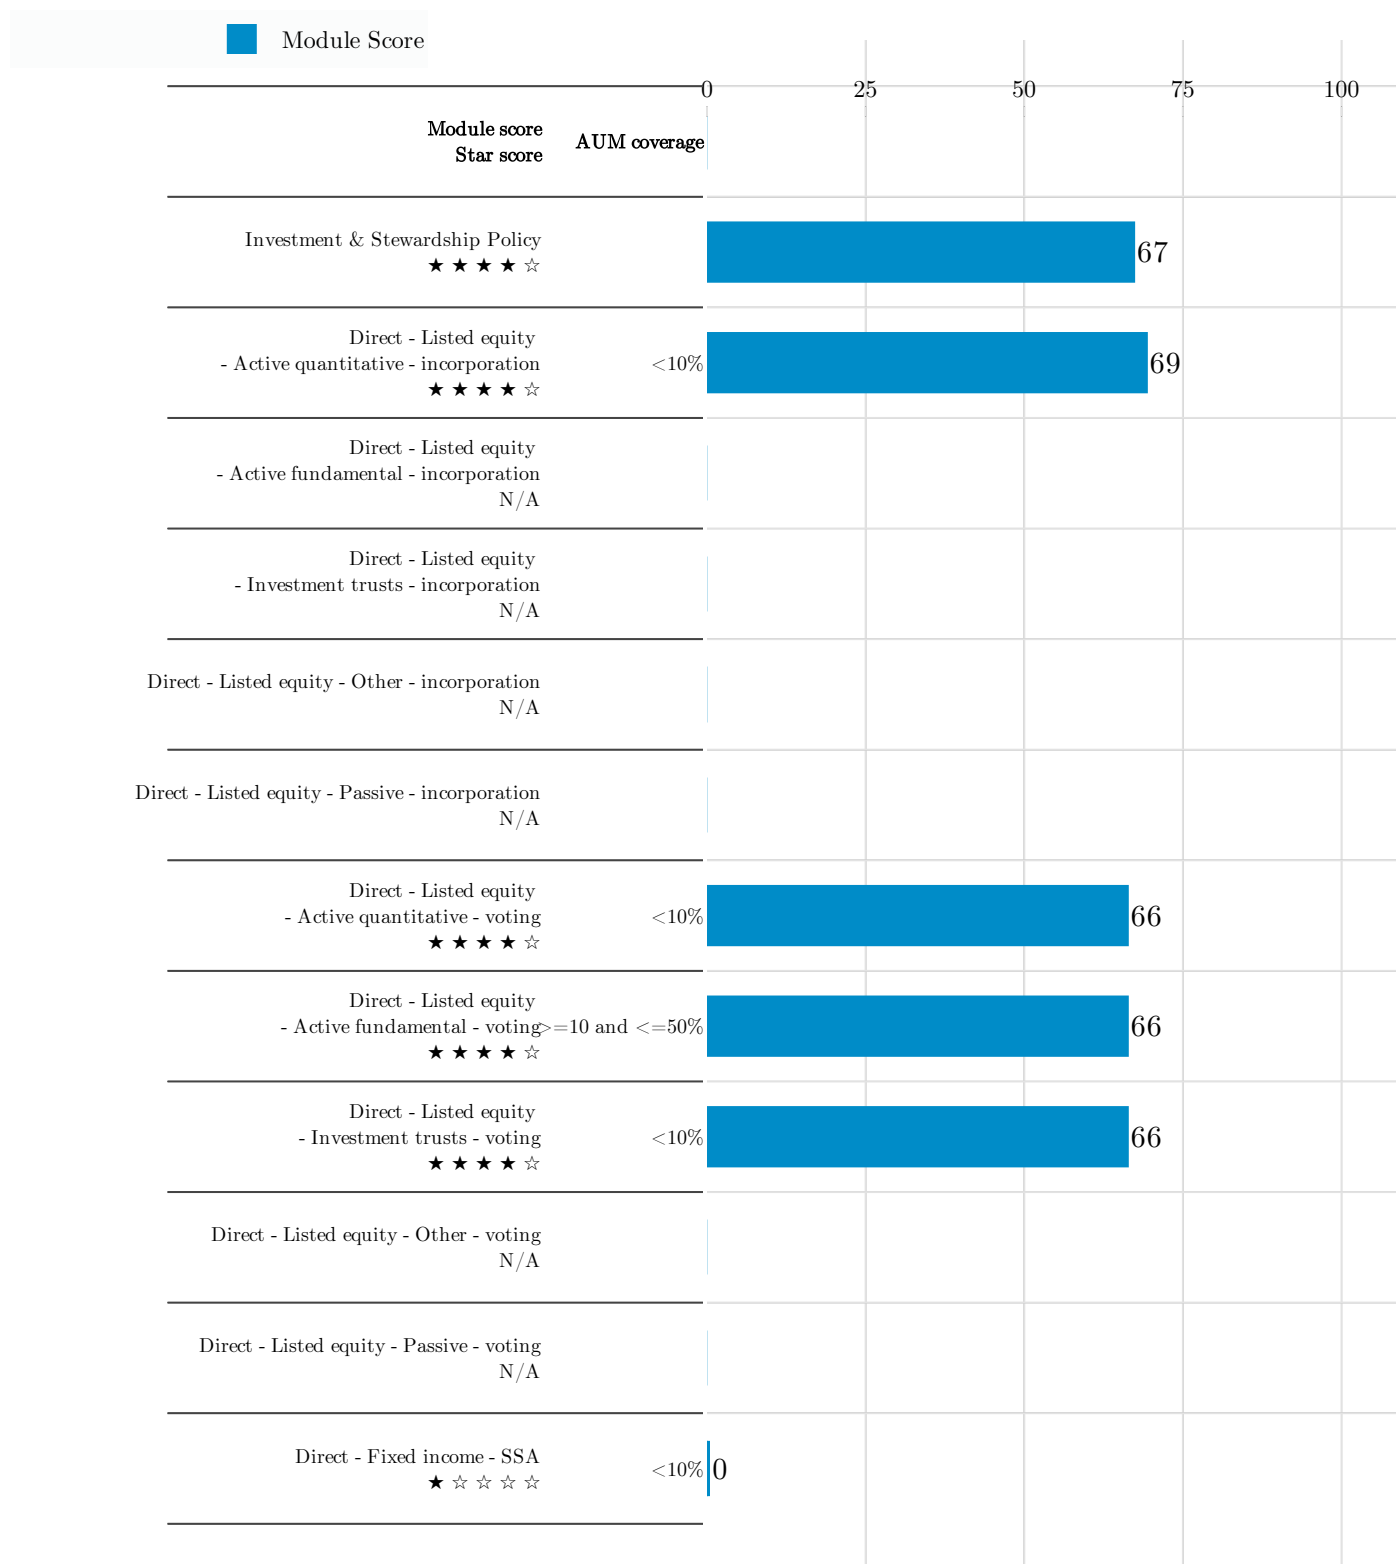 Module Score
0 25 50 75 100
Module score
Star score
AUM coverage
Investment & Stewardship Policy
★ ★ ★ ★ ☆
67
Direct - Listed equity
- Active quantitative - incorporation
★ ★ ★ ★ ☆
<10%
69
Direct - Listed equity
- Active fundamental - incorporation
N/A
Direct - Listed equity
- Investment trusts - incorporation
N/A
Direct - Listed equity - Other - incorporation
N/A
Direct - Listed equity - Passive - incorporation
N/A
Direct - Listed equity
- Active quantitative - voting
★ ★ ★ ★ ☆
<10%
66
Direct - Listed equity
- Active fundamental - voting
★ ★ ★ ★ ☆
>=10 and <=50%
66
Direct - Listed equity
- Investment trusts - voting
★ ★ ★ ★ ☆
<10%
66
Direct - Listed equity - Other - voting
N/A
Direct - Listed equity - Passive - voting
N/A
Direct - Fixed income - SSA
★ ☆ ☆ ☆ ☆
<10%
0